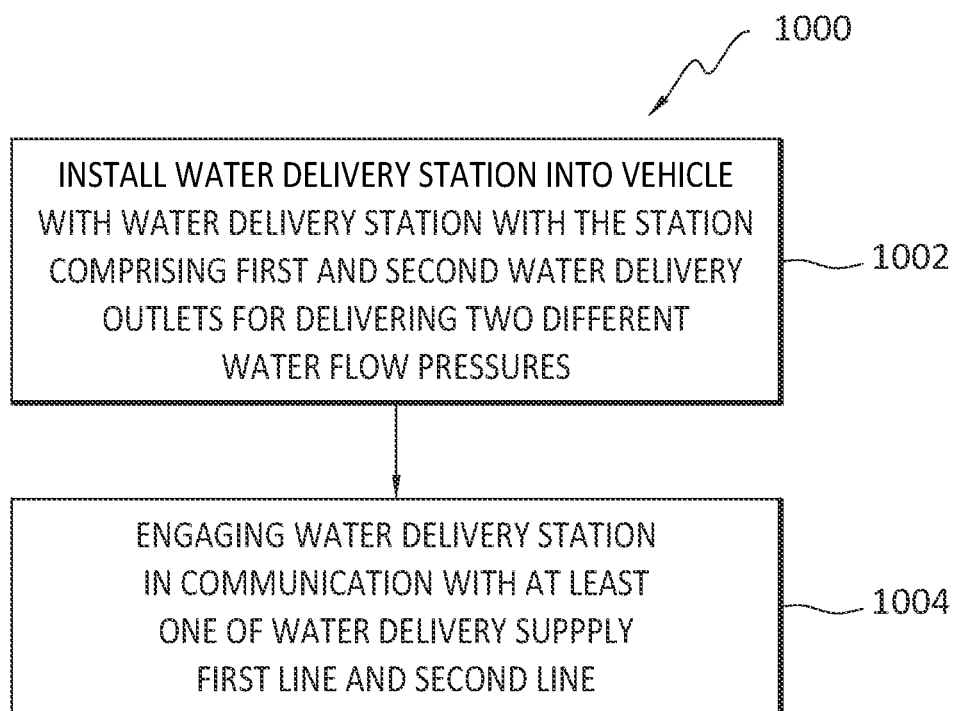 1000
INSTALL WATER DELIVERY STATION INTO VEHICLE
WITH WATER DELIVERY STATION WITH THE STATION
COMPRISING FIRST AND SECOND WATER DELIVERY
OUTLETS FOR DELIVERING TWO DIFFERENT
WATER FLOW PRESSURES
1002
ENGAGING WATER DELIVERY STATION
IN COMMUNICATION WITH AT LEAST
ONE OF WATER DELIVERY SUPPPLY
FIRST LINE AND SECOND LINE
1004